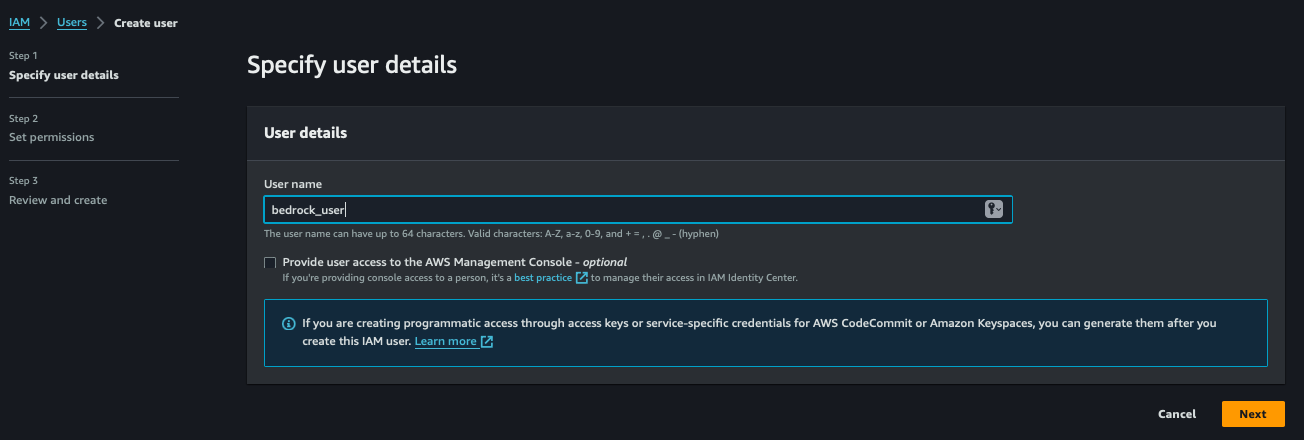 IAM > Users > Create user
Step 1
Specify user details
Step 2
Set permissions
Step 3
Review and create
Specify user details
User details
User name
bedrock_user
The user name can have up to 64 characters. Valid characters: A-Z, a-z, 0-9, and + = , . @ _ - (hyphen)
Provide user access to the AWS Management Console - optional
If you're providing console access to a person, it's a best practice to manage their access in IAM Identity Center.
If you are creating programmatic access through access keys or service-specific credentials for AWS CodeCommit or Amazon Keyspaces, you can generate them after you
create this IAM user. Learn more
Cancel
Next